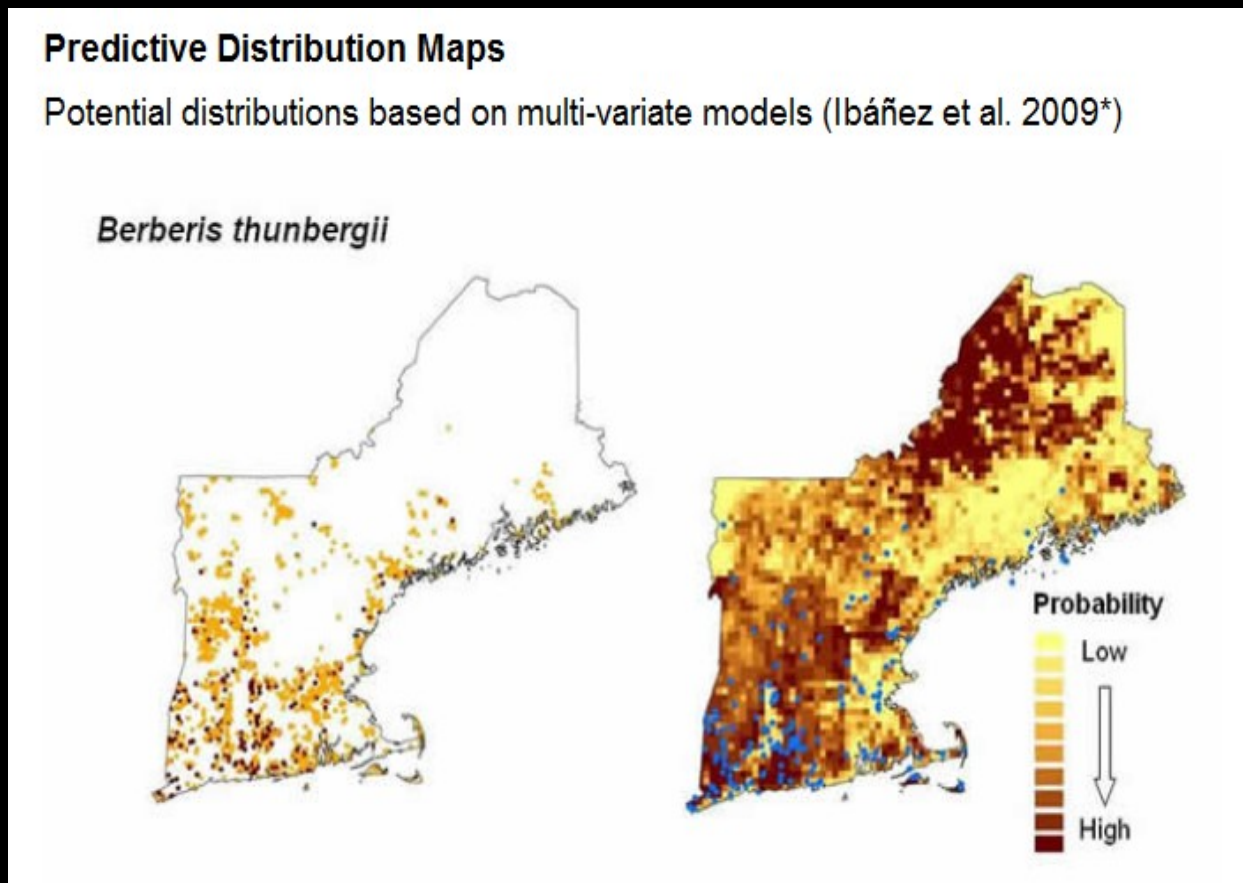 Predictive Distribution Maps
Potential distributions based on multi-variate models (Ibáñez et al. 2009*)
Berberis thunbergii
Probability
Low
High